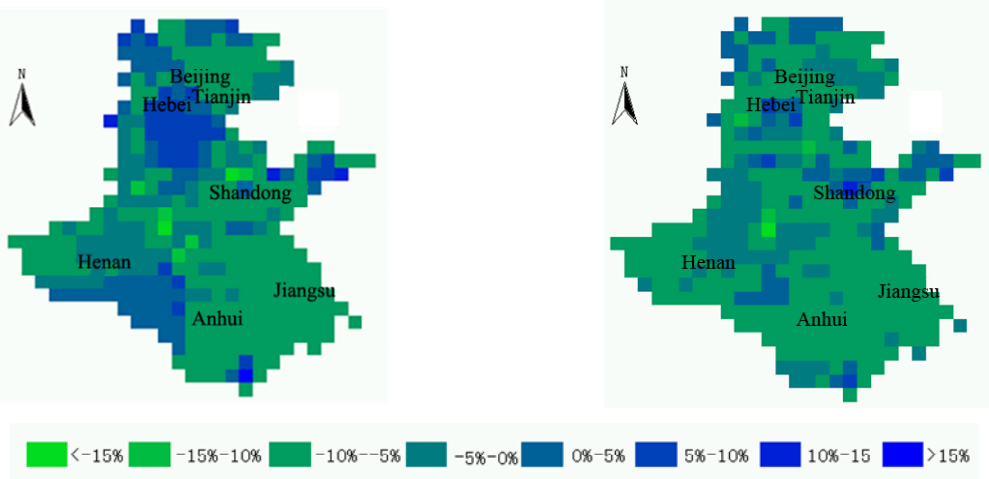 N
Beijing
Tianjin
Hebei
Shandong
Henan
Jiangsu
Anhui
N
Beijing
Tianjin
Hebei
Shandong
Henan
Jiangsu
Anhui
<-15% -15%-10% -10%--5% -5%-0% 0%-5% 5%-10% 10%-15 >15%